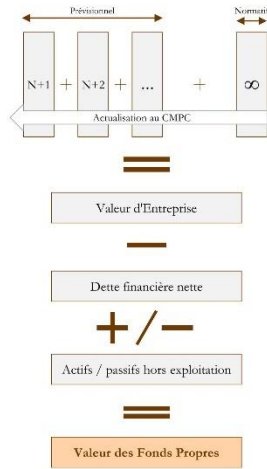 Prévisionnel Normatif
N+1 + N+2 + ... + ∞
Actualisation au CMPC
=
Valeur d'Entreprise
−
Dette financière nette
+/−
Actifs / passifs hors exploitation
=
Valeur des Fonds Propres